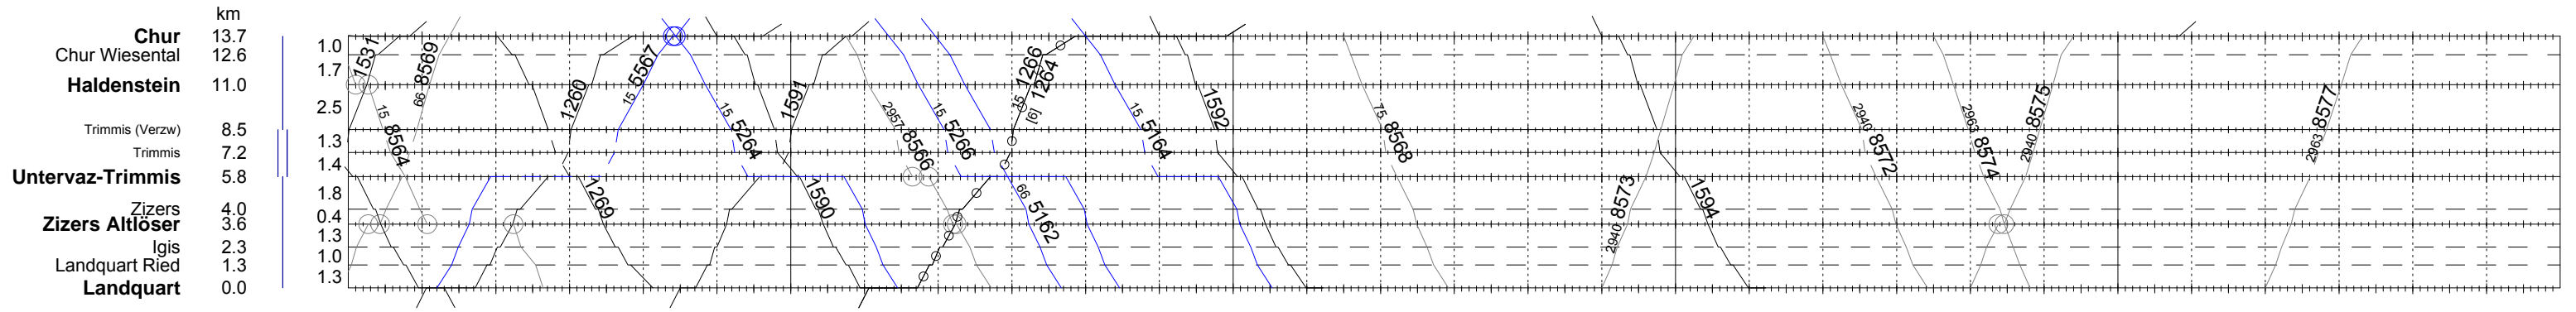 km
Chur 13.7
Chur Wiesental 12.6
Haldenstein 11.0
Trimmis (Verzw) 8.5
Trimmis 7.2
Untervaz-Trimmis 5.8
Zizers 4.0
Zizers Altlöser 3.6
Igis 2.3
Landquart Ried 1.3
Landquart 0.0
1.0
1.7
2.5
1.3
1.4
1.8
0.4
1.3
1.0
1.3
1531
15 8564
66 8569
1260
1269
15 5567
15 5264
1591
1590
2957 8566
15 5266
15 1266
[6] 1264
66 5162
15 5164
1592
75 8568
2940 8573
1594
2940 8572
2963 8574
2940 8575
2963 8577